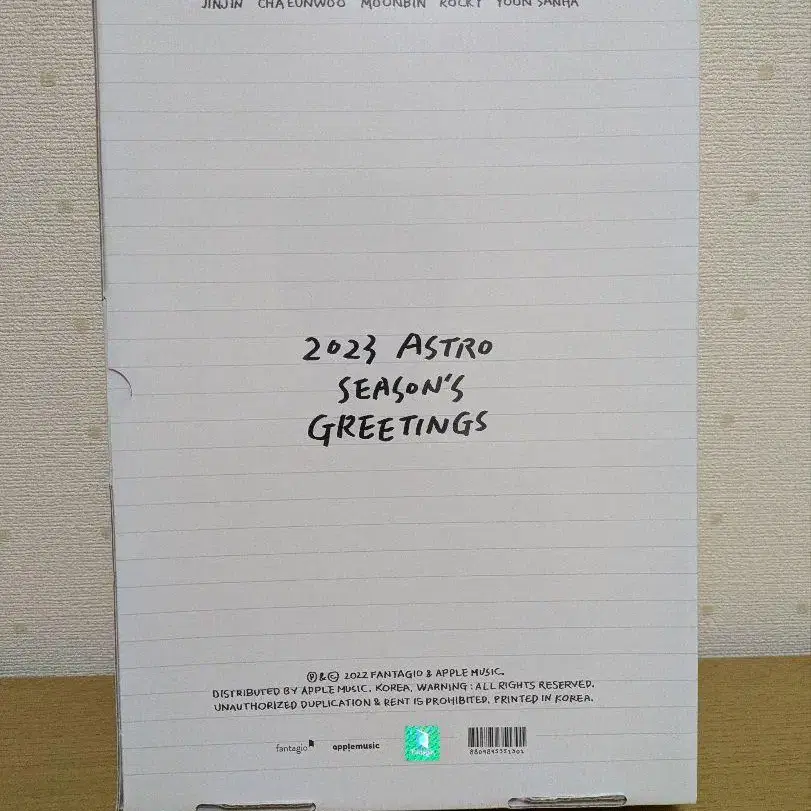 JINJIN CHA EUNWOO MOONBIN ROCKY YOON SANHA
2023 ASTRO
SEASON'S
GREETINGS
Ⓟ&© 2022 FANTAGIO & APPLE MUSIC.
DISTRIBUTED BY APPLE MUSIC. KOREA. WARNING : ALL RIGHTS RESERVED.
UNAUTHORIZED DUPLICATION & RENT IS PROHIBITED. PRINTED IN KOREA.
fantagio applemusic fantagio